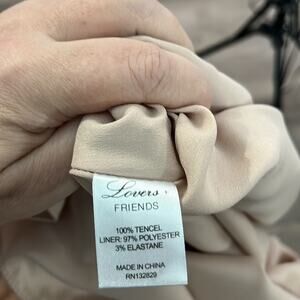 Lovers +
FRIENDS
100% TENCEL
LINER: 97% POLYESTER
3% ELASTANE
MADE IN CHINA
RN132829